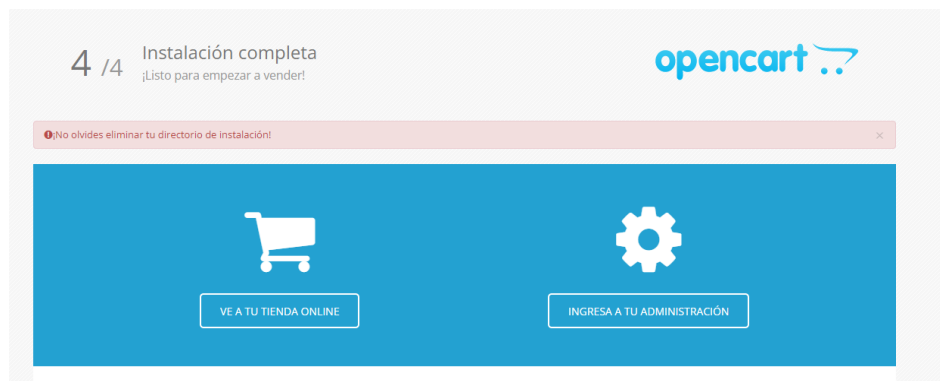 4 /4
Instalación completa
¡Listo para empezar a vender!
opencart
¡No olvides eliminar tu directorio de instalación!
×
VE A TU TIENDA ONLINE
INGRESA A TU ADMINISTRACIÓN